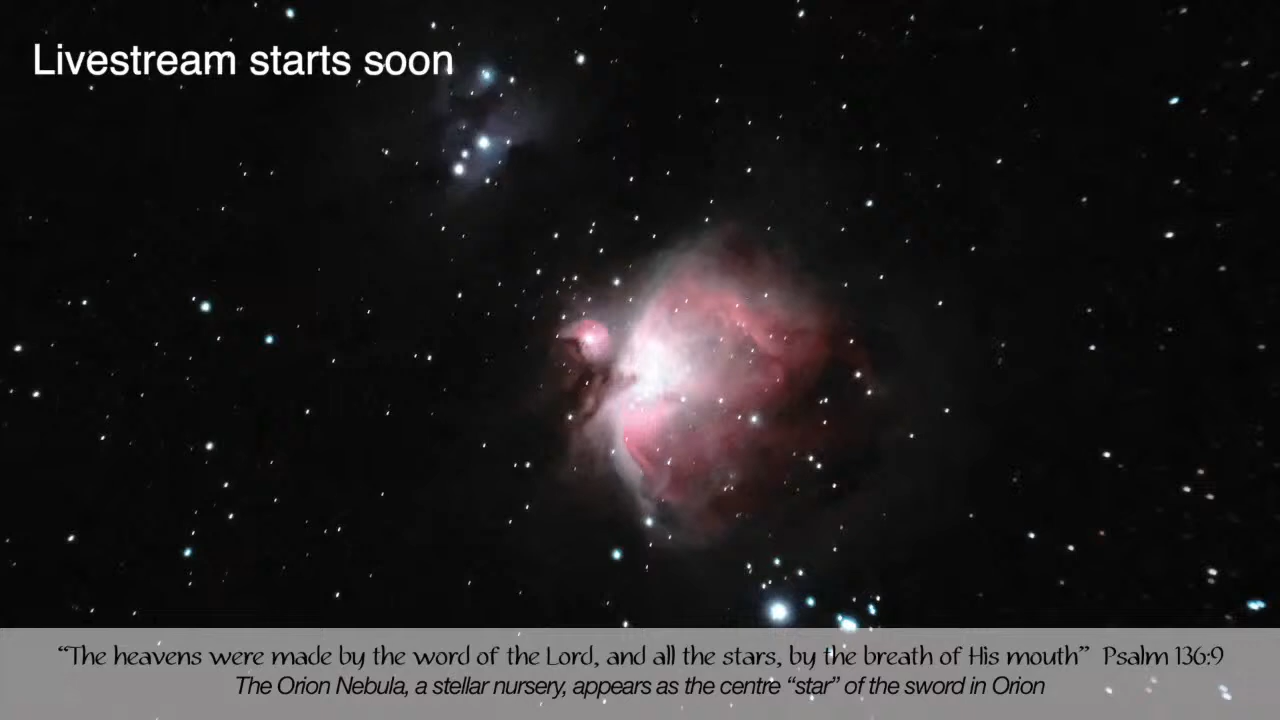 Livestream starts soon
“The heavens were made by the word of the Lord, and all the stars, by the breath of His mouth” Psalm 136:9
The Orion Nebula, a stellar nursery, appears as the centre “star” of the sword in Orion